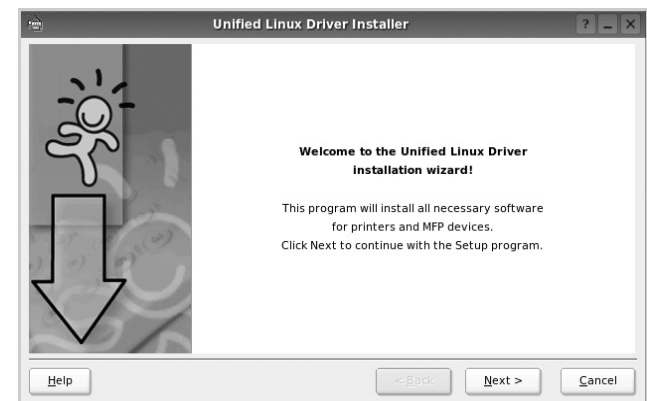 Unified Linux Driver Installer
Welcome to the Unified Linux Driver
installation wizard!
This program will install all necessary software
for printers and MFP devices.
Click Next to continue with the Setup program.
Help
< Back
Next >
Cancel